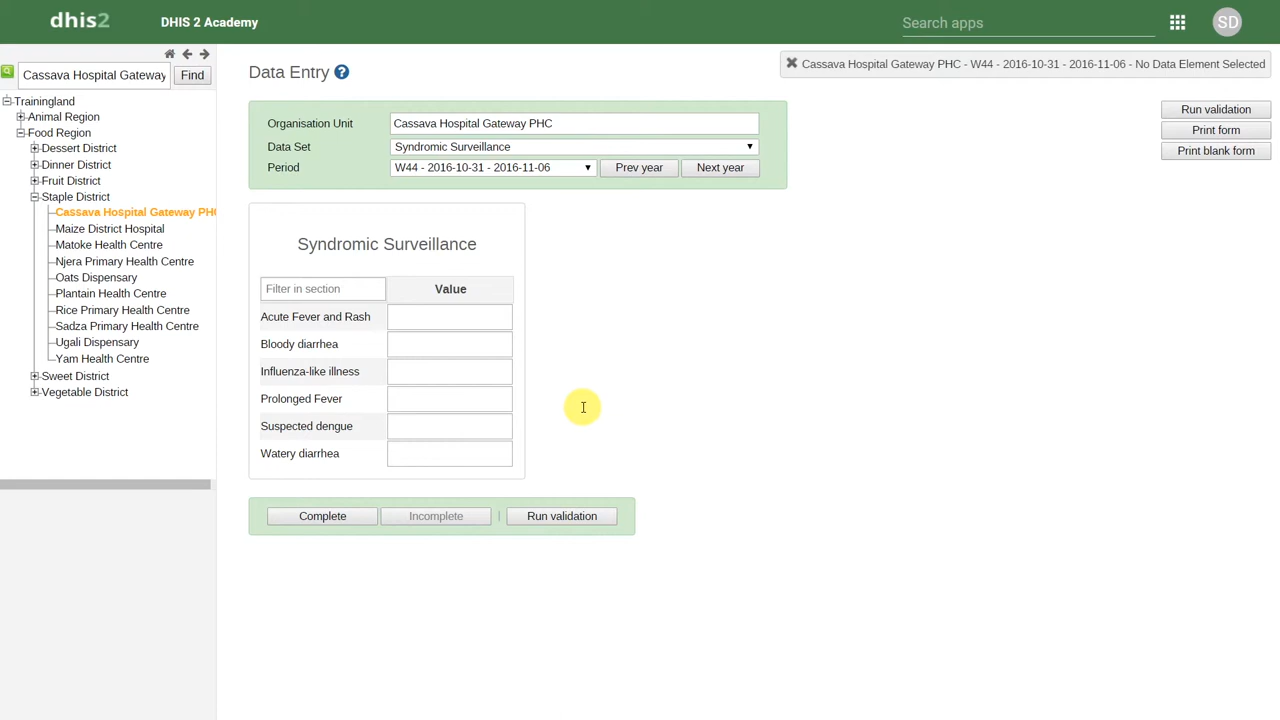 dhis2
DHIS 2 Academy
Search apps
SD
Cassava Hospital Gateway
Find
Trainingland
Animal Region
Food Region
Dessert District
Dinner District
Fruit District
Staple District
Cassava Hospital Gateway PHC
Maize District Hospital
Matoke Health Centre
Njera Primary Health Centre
Oats Dispensary
Plantain Health Centre
Rice Primary Health Centre
Sadza Primary Health Centre
Ugali Dispensary
Yam Health Centre
Sweet District
Vegetable District
Data Entry ?
Cassava Hospital Gateway PHC - W44 - 2016-10-31 - 2016-11-06 - No Data Element Selected
Organisation Unit Cassava Hospital Gateway PHC
Data Set Syndromic Surveillance
Period W44 - 2016-10-31 - 2016-11-06 Prev year Next year
Run validation
Print form
Print blank form
Syndromic Surveillance
Filter in section Value
Acute Fever and Rash
Bloody diarrhea
Influenza-like illness
Prolonged Fever
Suspected dengue
Watery diarrhea
Complete Incomplete | Run validation